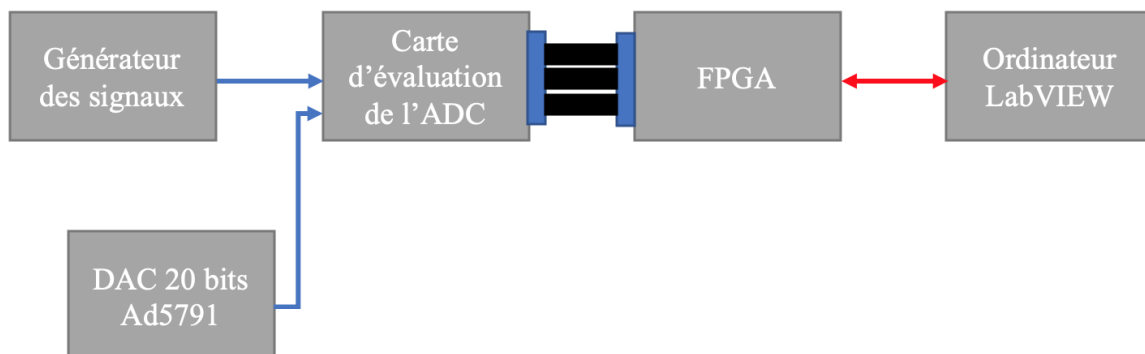 Générateur
des signaux
Carte
d’évaluation
de l’ADC
FPGA
Ordinateur
LabVIEW
DAC 20 bits
Ad5791